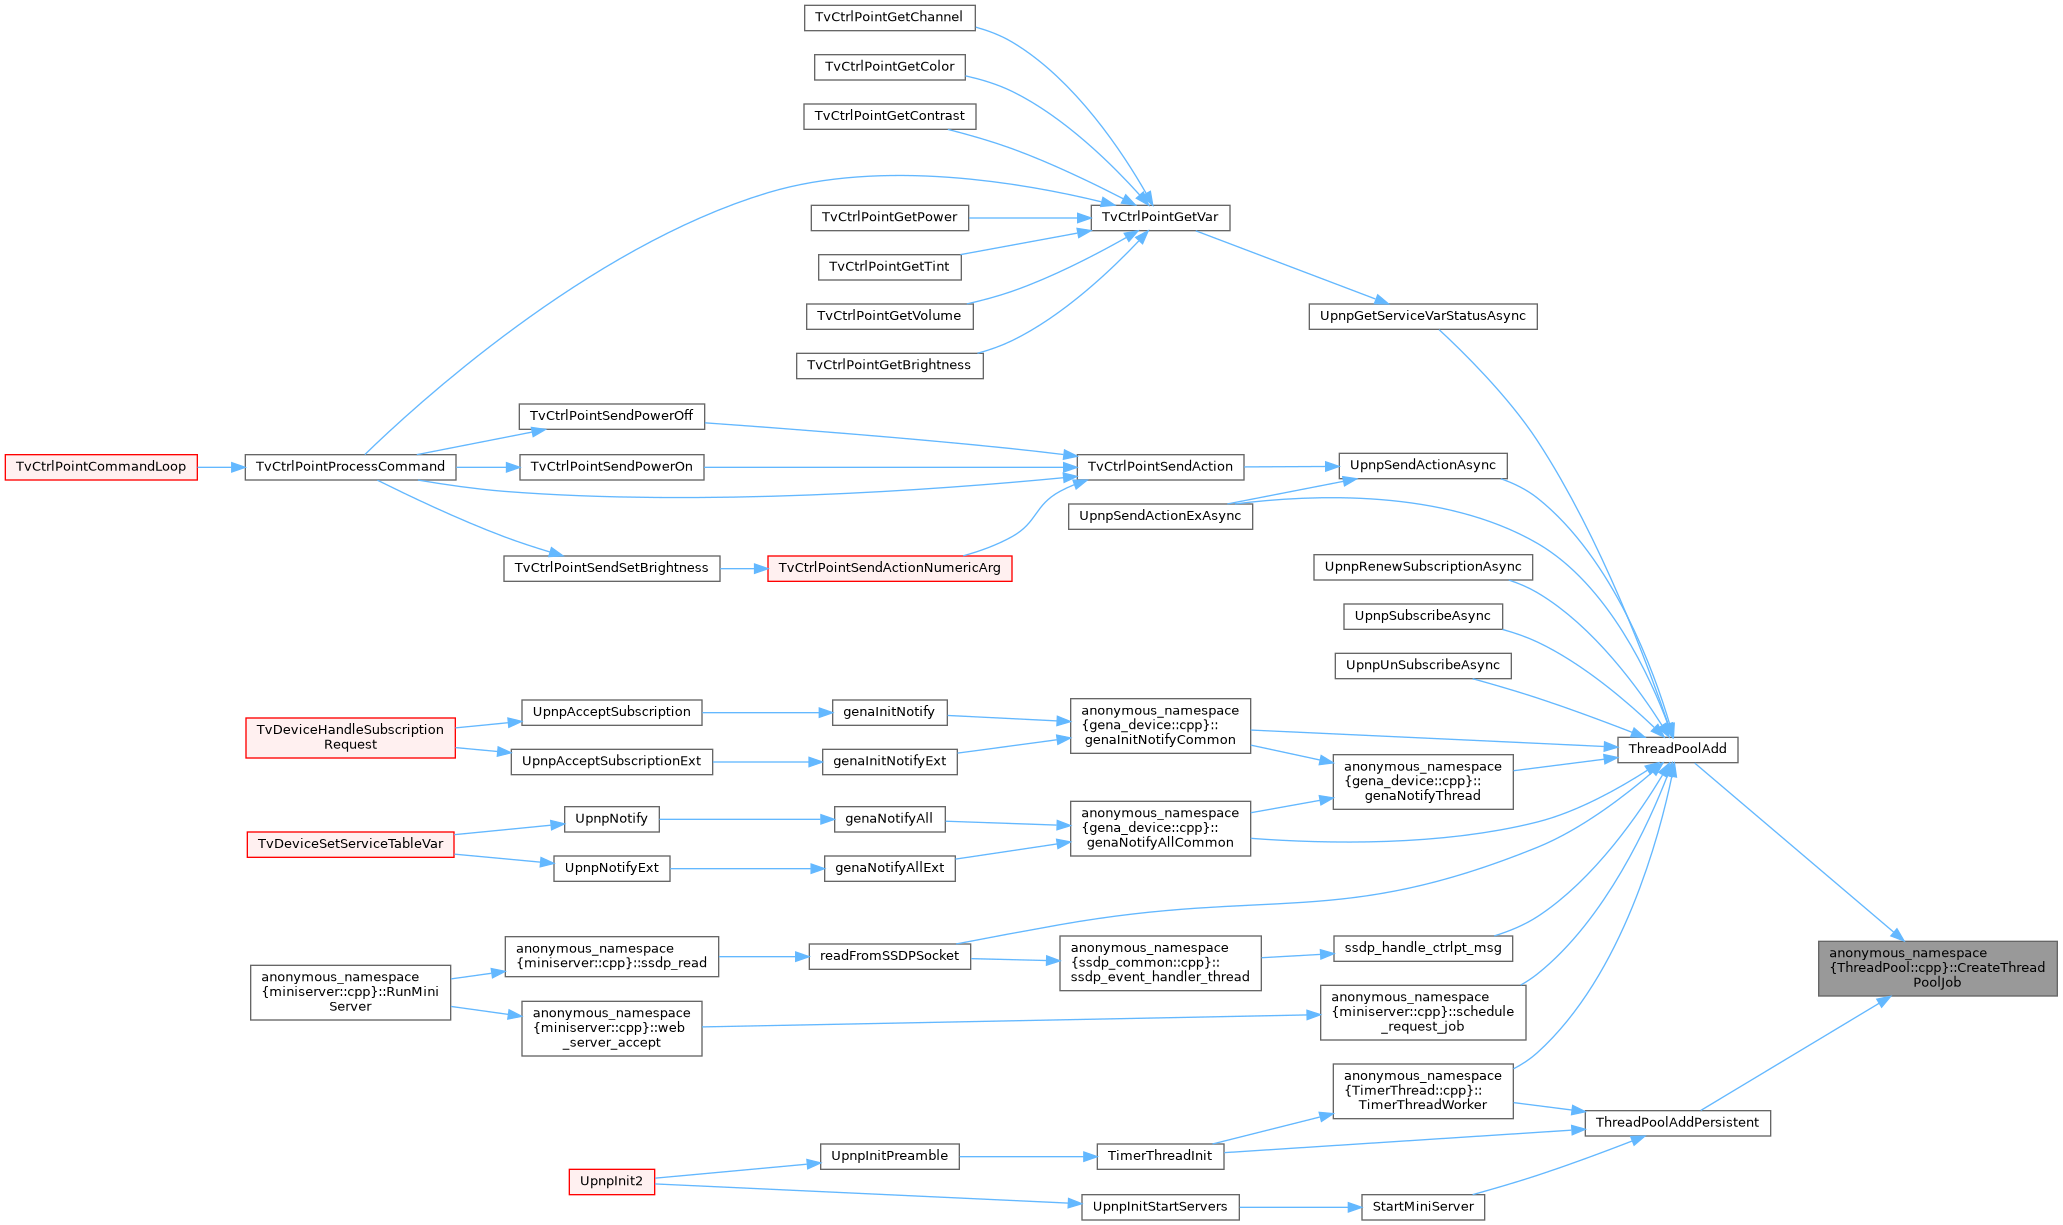 TvCtrlPointGetChannel
TvCtrlPointGetColor
TvCtrlPointGetContrast
TvCtrlPointGetPower
TvCtrlPointGetVar
TvCtrlPointGetTint
TvCtrlPointGetVolume
UpnpGetServiceVarStatusAsync
TvCtrlPointGetBrightness
TvCtrlPointSendPowerOff
TvCtrlPointCommandLoop
TvCtrlPointProcessCommand
TvCtrlPointSendPowerOn
TvCtrlPointSendAction
UpnpSendActionAsync
UpnpSendActionExAsync
TvCtrlPointSendSetBrightness
TvCtrlPointSendActionNumericArg
UpnpRenewSubscriptionAsync
UpnpSubscribeAsync
UpnpUnSubscribeAsync
TvDeviceHandleSubscription
Request
UpnpAcceptSubscription
genaInitNotify
anonymous_namespace
{gena_device::cpp}::
genaInitNotifyCommon
UpnpAcceptSubscriptionExt
genaInitNotifyExt
ThreadPoolAdd
anonymous_namespace
{gena_device::cpp}::
genaNotifyThread
TvDeviceSetServiceTableVar
UpnpNotify
genaNotifyAll
anonymous_namespace
{gena_device::cpp}::
genaNotifyAllCommon
UpnpNotifyExt
genaNotifyAllExt
anonymous_namespace
{miniserver::cpp}::RunMini
Server
anonymous_namespace
{miniserver::cpp}::ssdp_read
readFromSSDPSocket
anonymous_namespace
{ssdp_common::cpp}::
ssdp_event_handler_thread
ssdp_handle_ctrlpt_msg
anonymous_namespace
{ThreadPool::cpp}::CreateThread
PoolJob
anonymous_namespace
{miniserver::cpp}::web
_server_accept
anonymous_namespace
{miniserver::cpp}::schedule
_request_job
anonymous_namespace
{TimerThread::cpp}::
TimerThreadWorker
ThreadPoolAddPersistent
UpnpInitPreamble
TimerThreadInit
UpnpInit2
UpnpInitStartServers
StartMiniServer